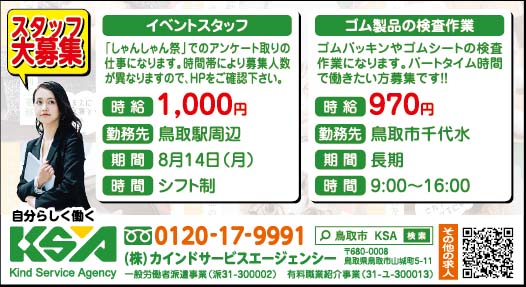 スタッフ
大募集
イベントスタッフ
「しゃんしゃん祭」でのアンケート取りの
仕事になります。時間帯により募集人数
が異なりますので、HPをご確認下さい。
時給 1,000円
勤務先 鳥取駅周辺
期間 8月14日(月)
時間 シフト制
ゴム製品の検査作業
ゴムパッキンやゴムシートの検査
作業になります。パートタイム時間
で働きたい方募集です!!
時給 970円
勤務先 鳥取市千代水
期間 長期
時間 9:00～16:00
自分らしく働く
KSA
Kind Service Agency
0120-17-9991
(株)カインドサービスエージェンシー
一般労働者派遣事業(派31-300002) 有料職業紹介事業(31-ユ-300013)
鳥取市 KSA 検索
〒680-0008
鳥取県鳥取市山城町5-11
その他の求人